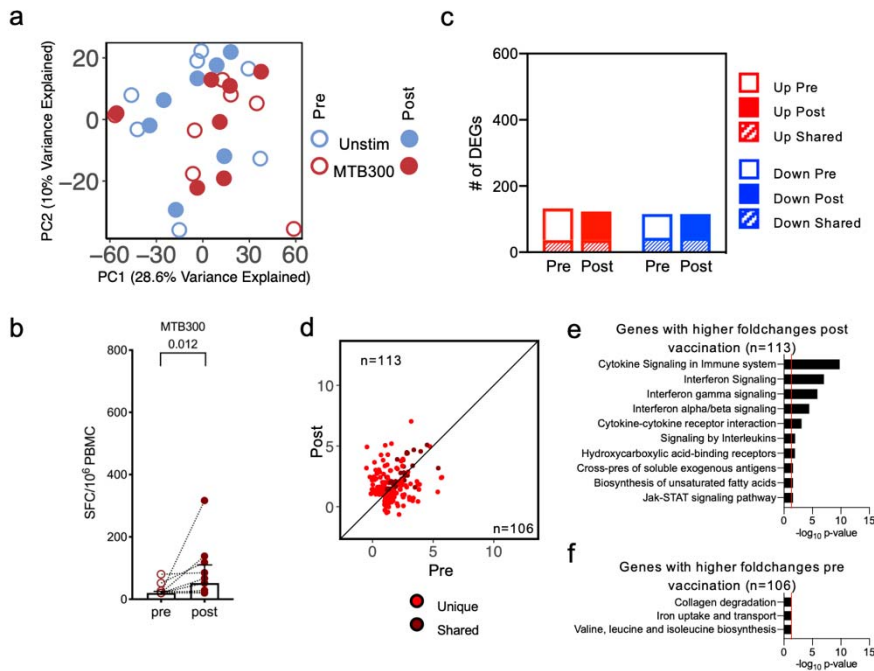 a
PC2 (10% Variance Explained)
20
0
−20
−60
−30
0
30
60
PC1 (28.6% Variance Explained)
Pre
Post
Unstim
MTB300
c
# of DEGs
600
400
200
0
Pre
Post
Pre
Post
Up Pre
Up Post
Up Shared
Down Pre
Down Post
Down Shared
b
MTB300
0.012
SFC/10⁶ PBMC
800
600
400
200
0
pre
post
d
n=113
n=106
Post
10
5
0
0
5
10
Pre
Unique
Shared
e
Genes with higher foldchanges post
vaccination (n=113)
Cytokine Signaling in Immune system
Interferon Signaling
Interferon gamma signaling
Interferon alpha/beta signaling
Cytokine-cytokine receptor interaction
Signaling by Interleukins
Hydroxycarboxylic acid-binding receptors
Cross-pres of soluble exogenous antigens
Biosynthesis of unsaturated fatty acids
Jak-STAT signaling pathway
0
5
10
15
-log₁₀ p-value
f
Genes with higher foldchanges pre
vaccination (n=106)
Collagen degradation
Iron uptake and transport
Valine, leucine and isoleucine biosynthesis
0
5
10
15
-log₁₀ p-value